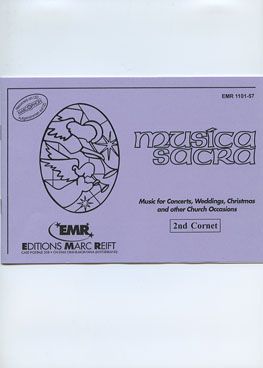 EMR 1101-57
musica
sacra
Music for Concerts, Weddings, Christmas
and other Church Occasions
2nd Cornet
EMR
EDITIONS MARC REIFT